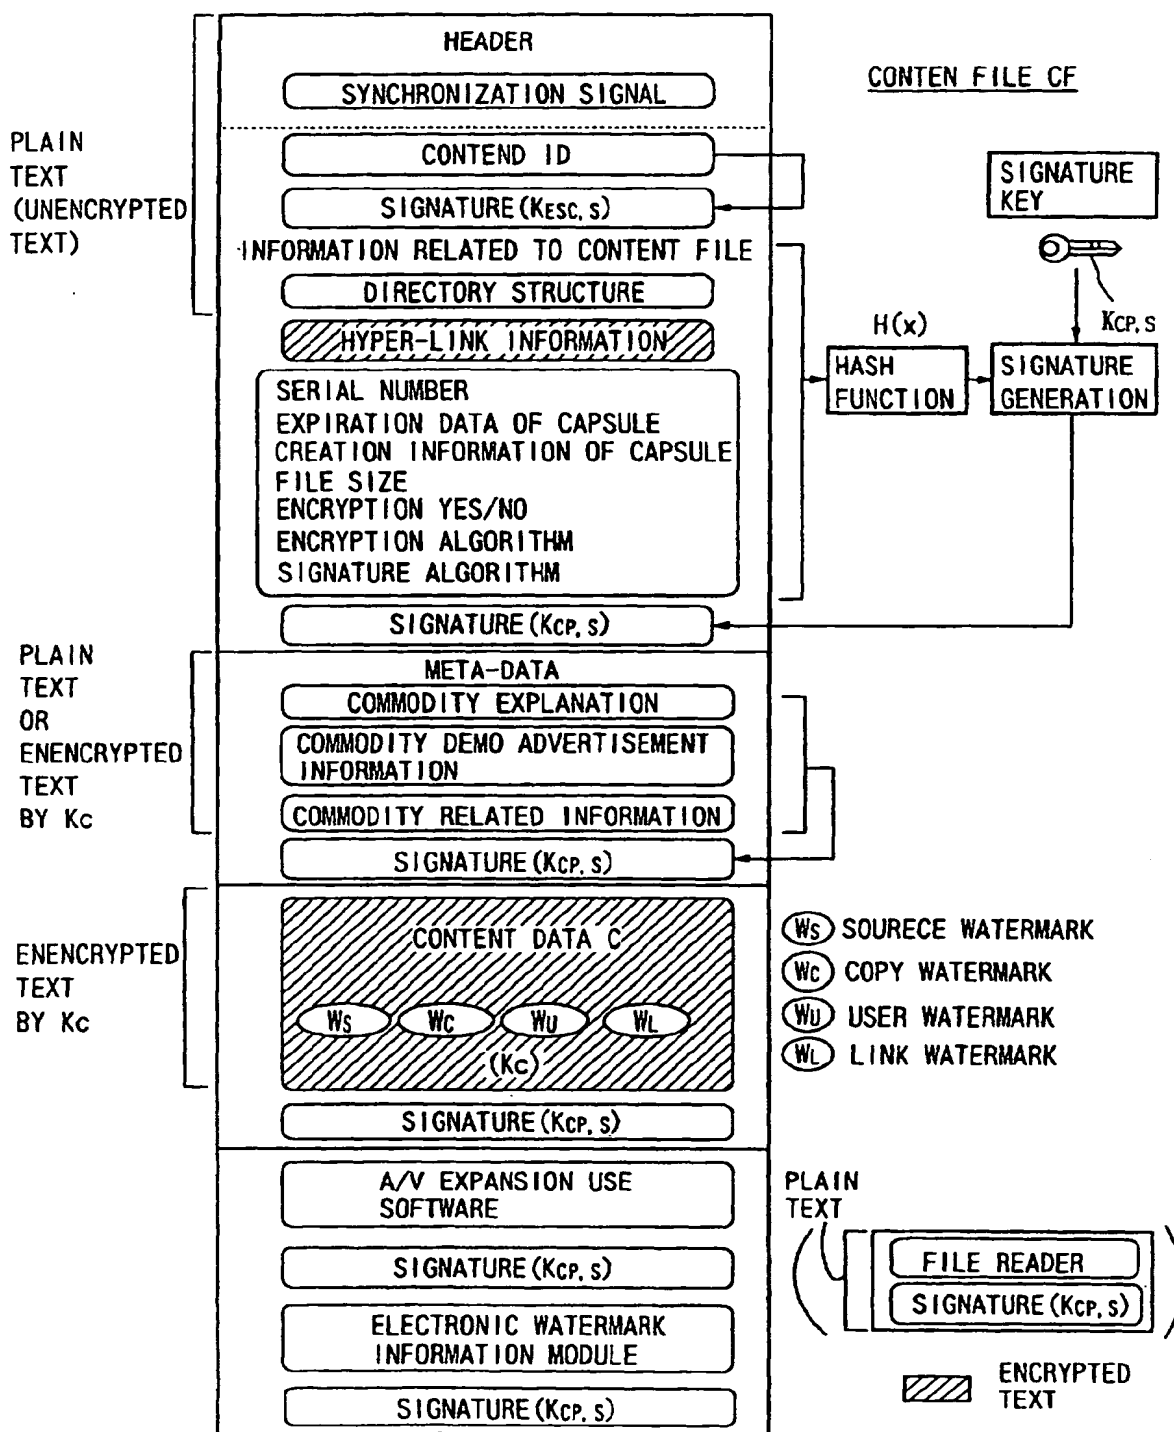 HEADER
SYNCHRONIZATION SIGNAL
CONTEN FILE CF
PLAIN
TEXT
(UNENCRYPTED
TEXT)
CONTEND ID
SIGNATURE(KESC, S)
SIGNATURE
KEY
INFORMATION RELATED TO CONTENT FILE
DIRECTORY STRUCTURE
HYPER-LINK INFORMATION
KCP, S
H(x)
HASH
FUNCTION
SIGNATURE
GENERATION
SERIAL NUMBER
EXPIRATION DATA OF CAPSULE
CREATION INFORMATION OF CAPSULE
FILE SIZE
ENCRYPTION YES/NO
ENCRYPTION ALGORITHM
SIGNATURE ALGORITHM
SIGNATURE(KCP, S)
PLAIN
TEXT
OR
ENENCRYPTED
TEXT
BY Kc
META-DATA
COMMODITY EXPLANATION
COMMODITY DEMO ADVERTISEMENT
INFORMATION
COMMODITY RELATED INFORMATION
SIGNATURE(KCP, S)
ENENCRYPTED
TEXT
BY Kc
CONTENT DATA C
WS WC WU WL
(Kc)
SIGNATURE(KCP, S)
WS SOURECE WATERMARK
WC COPY WATERMARK
WU USER WATERMARK
WL LINK WATERMARK
A/V EXPANSION USE
SOFTWARE
SIGNATURE(KCP, S)
ELECTRONIC WATERMARK
INFORMATION MODULE
SIGNATURE(KCP, S)
PLAIN
TEXT
FILE READER
SIGNATURE(KCP, S)
ENCRYPTED
TEXT